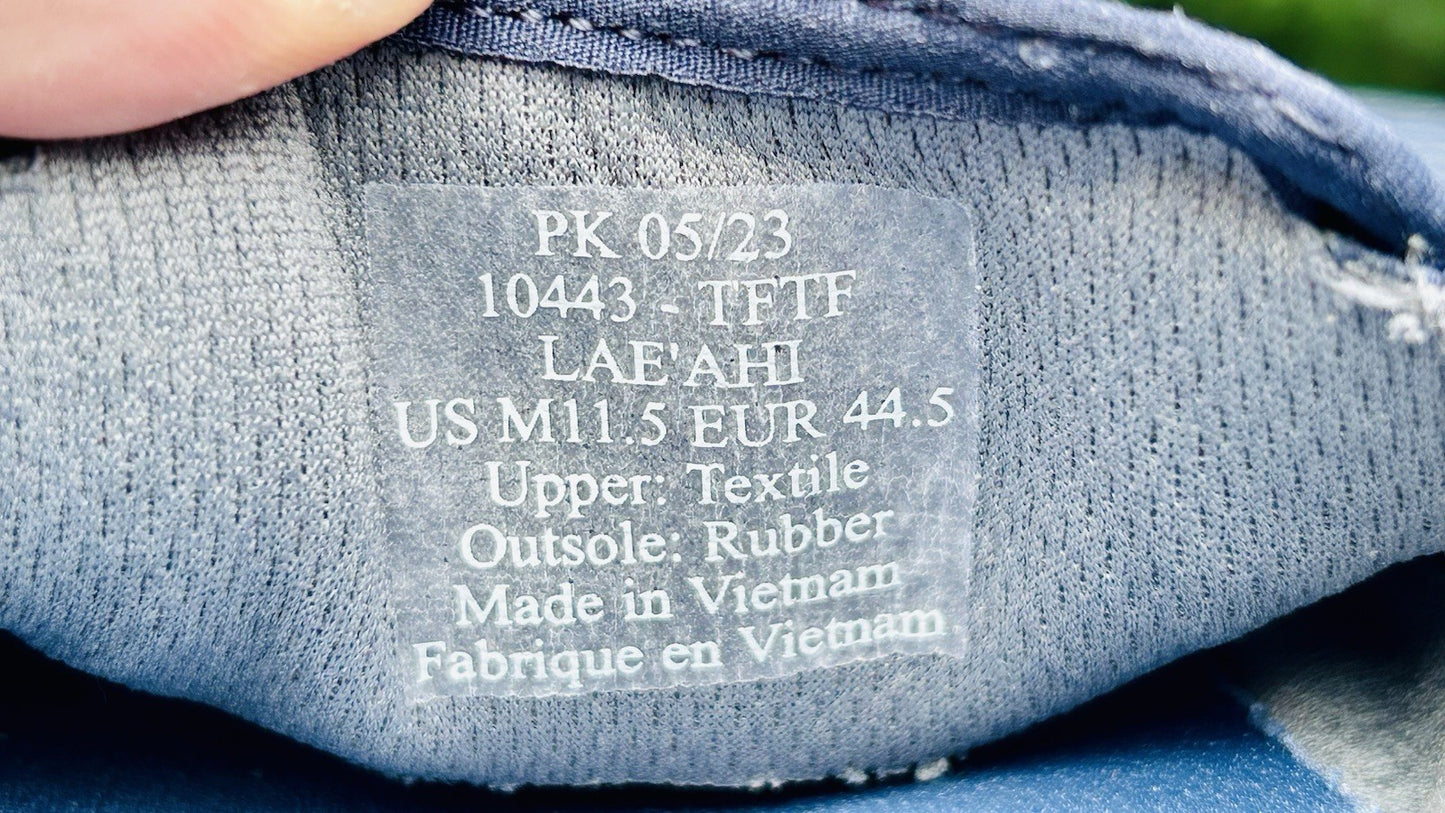 PK 05/23
10443 - TFTF
LAE'AHI
US M11.5 EUR 44.5
Upper: Textile
Outsole: Rubber
Made in Vietnam
Fabrique en Vietnam